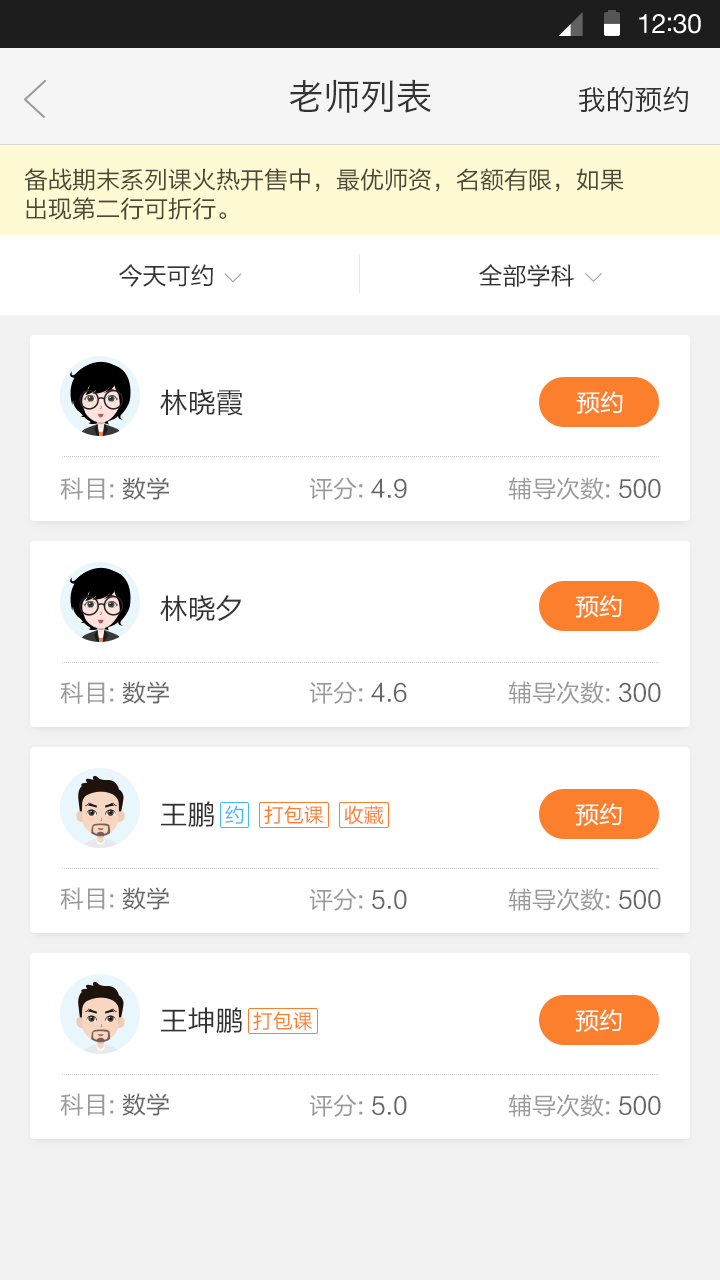 12:30
老师列表
我的预约
备战期末系列课火热开售中，最优师资，名额有限，如果
出现第二行可折行。
今天可约
全部学科
林晓霞
预约
科目: 数学
评分: 4.9
辅导次数: 500
林晓夕
预约
科目: 数学
评分: 4.6
辅导次数: 300
王鹏 约 打包课 收藏
预约
科目: 数学
评分: 5.0
辅导次数: 500
王坤鹏 打包课
预约
科目: 数学
评分: 5.0
辅导次数: 500